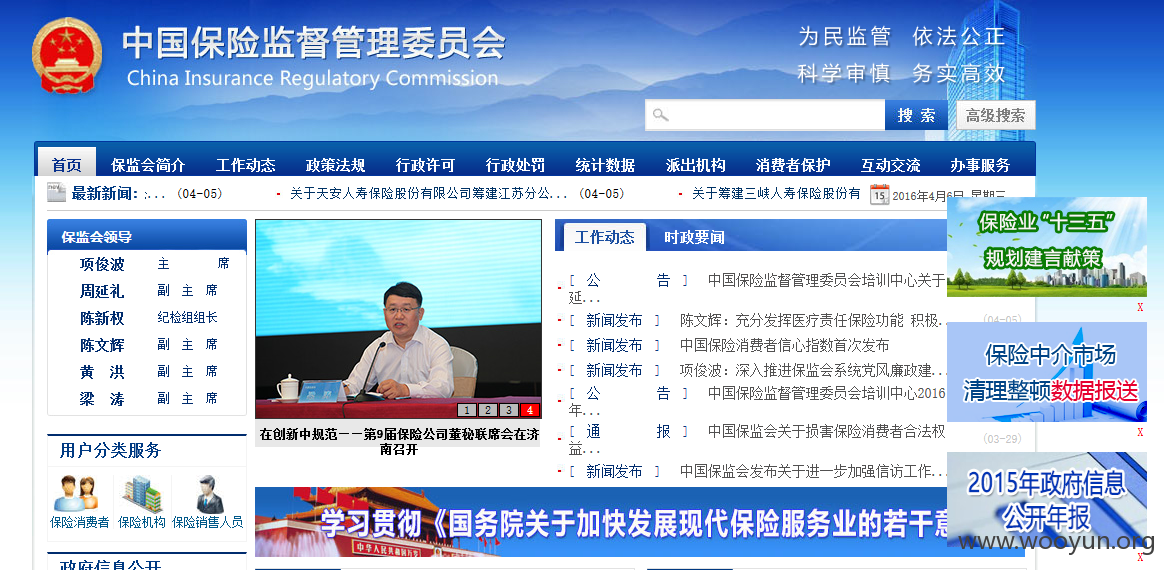 中国保险监督管理委员会
China Insurance Regulatory Commission
为民监管 依法公正
科学审慎 务实高效
搜 索
高级搜索
首页 保监会简介 工作动态 政策法规 行政许可 行政处罚 统计数据 派出机构 消费者保护 互动交流 办事服务
最新新闻: ... (04-05) 关于天安人寿保险股份有限公司筹建江苏分公... (04-05) 关于筹建三峡人寿保险股份有
15 2016年4月6日 星期三
保监会领导
项俊波 主 席
周延礼 副 主 席
陈新权 纪检组组长
陈文辉 副 主 席
黄 洪 副 主 席
梁 涛 副 主 席
用户分类服务
保险消费者 保险机构 保险销售人员
政府信息公开
1 2 3 4
在创新中规范——第9届保险公司董秘联席会在济
南召开
工作动态 时政要闻
[ 公 告 ] 中国保险监督管理委员会培训中心关于
延...
[ 新闻发布 ] 陈文辉：充分发挥医疗责任保险功能 积极... (04-05)
[ 新闻发布 ] 中国保险消费者信心指数首次发布
[ 新闻发布 ] 项俊波：深入推进保监会系统党风廉政建...
[ 公 告 ] 中国保险监督管理委员会培训中心2016
年...
[ 通 报 ] 中国保监会关于损害保险消费者合法权
益... (03-29)
[ 新闻发布 ] 中国保监会发布关于进一步加强信访工作...
学习贯彻《国务院关于加快发展现代保险服务业的若干意
中华人民共和国万岁
保险业“十三五”
规划建言献策
X
保险中介市场
清理整顿数据报送
X
2015年政府信息
公开年报
X
www.wooyun.org